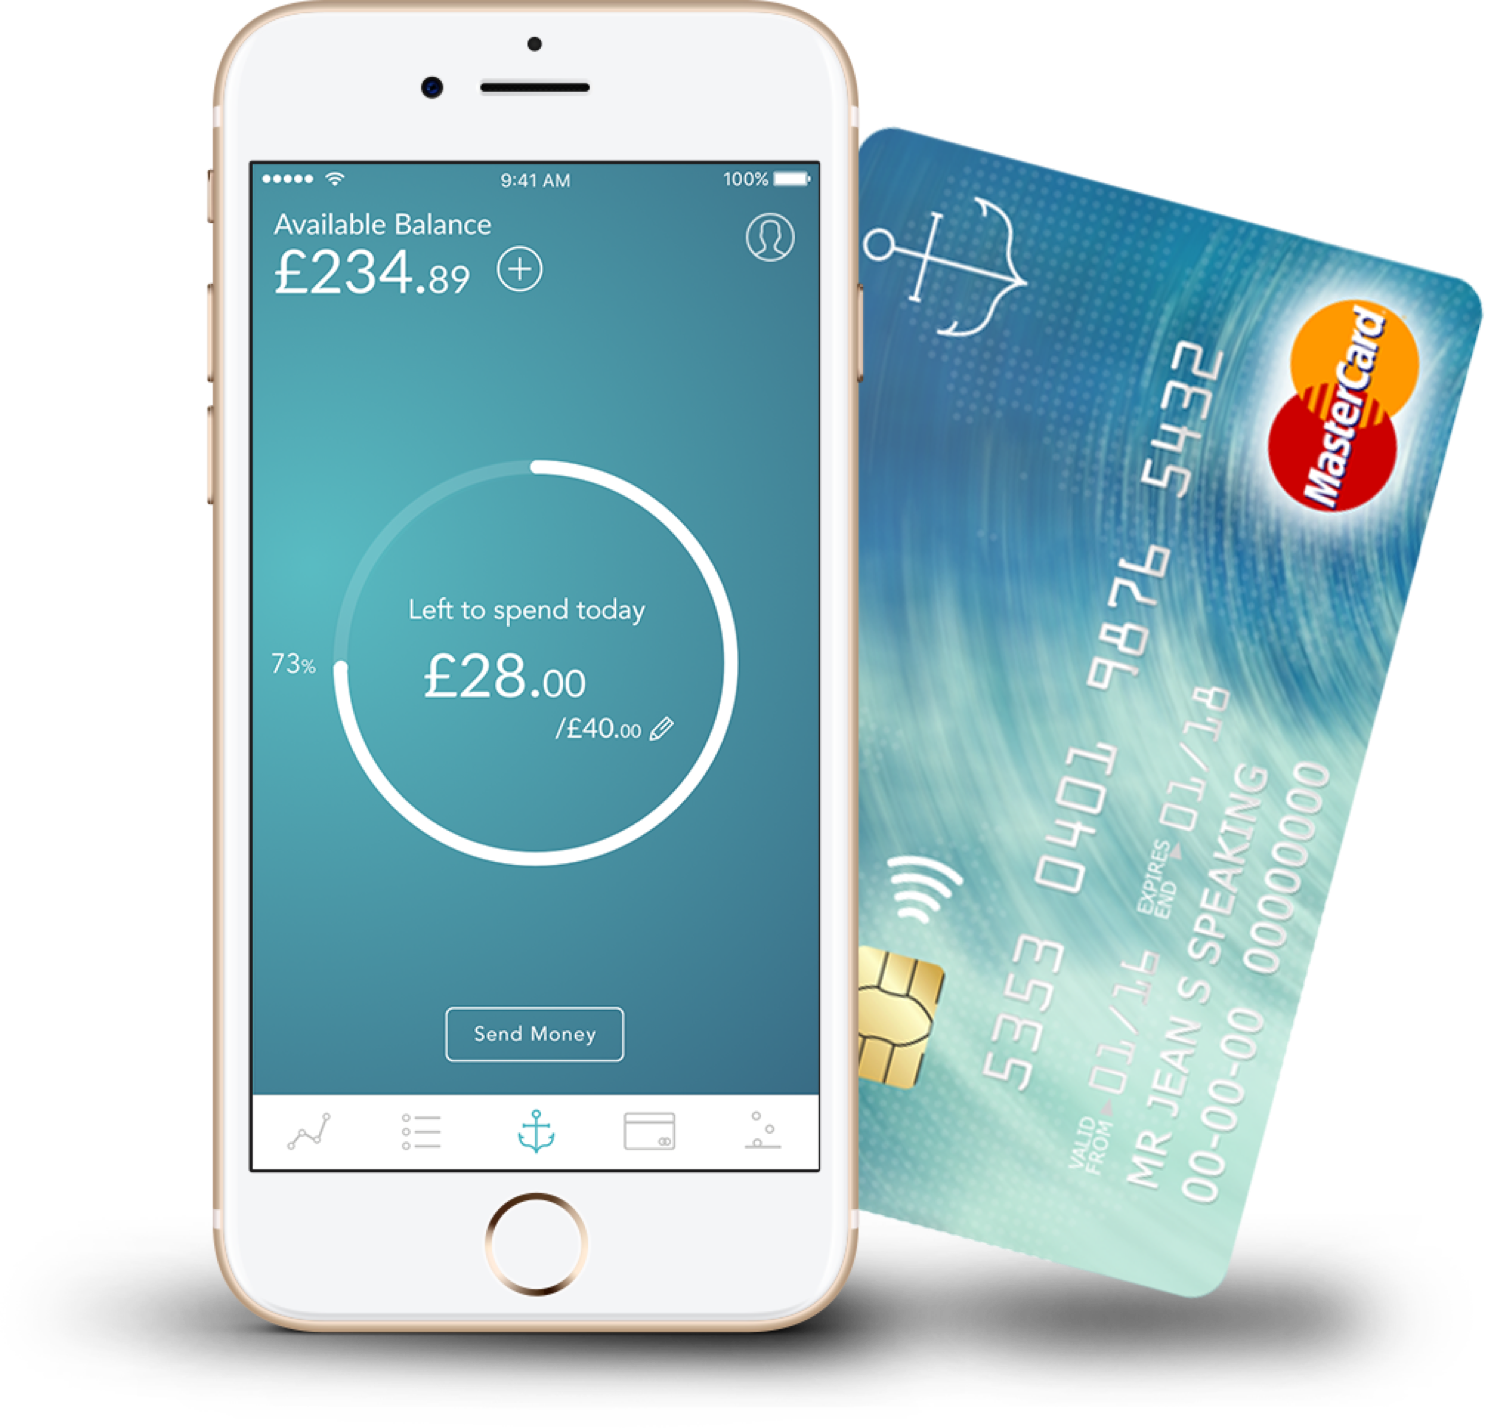 9:41 AM
100%
Available Balance
£234.89
Left to spend today
73%
£28.00
/£40.00
Send Money
MasterCard
5353 0401 9876 5432
VALID FROM 01/16 EXPIRES END 01/18
MR JEAN S SPEAKING
00-00-00 00000000